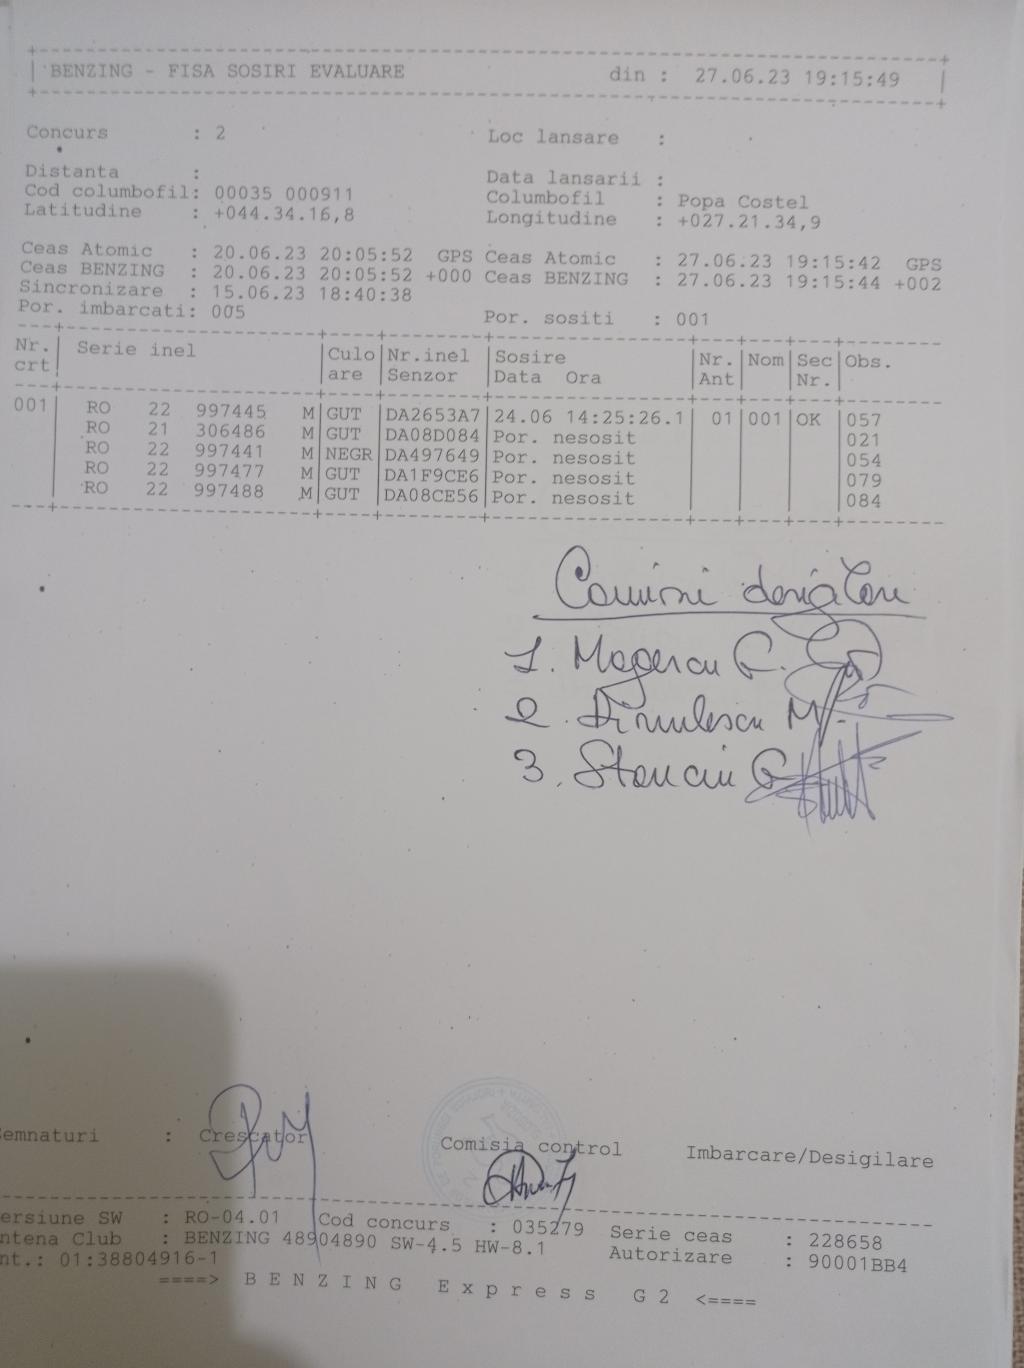 BENZING - FISA SOSIRI EVALUARE din : 27.06.23 19:15:49
Concurs : 2 Loc lansare :
Distanta : Data lansarii :
Cod columbofil: 00035 000911 Columbofil : Popa Costel
Latitudine : +044.34.16,8 Longitudine : +027.21.34,9
Ceas Atomic : 20.06.23 20:05:52 GPS Ceas Atomic : 27.06.23 19:15:42 GPS
Ceas BENZING : 20.06.23 20:05:52 +000 Ceas BENZING : 27.06.23 19:15:44 +002
Sincronizare : 15.06.23 18:40:38
Por. imbarcati: 005 Por. sositi : 001
Nr. Serie inel Culo Nr.inel Sosire Nr. Nom Sec Obs.
crt are Senzor Data Ora Ant Nr.
001 RO 22 997445 M GUT DA2653A7 24.06 14:25:26.1 01 001 OK 057
RO 21 306486 M GUT DA08D084 Por. nesosit 021
RO 22 997441 M NEGR DA497649 Por. nesosit 054
RO 22 997477 M GUT DA1F9CE6 Por. nesosit 079
RO 22 997488 M GUT DA08CE56 Por. nesosit 084
1. Magercu G.
2. Dimulescu M.
3. Stanciu G
emnaturi : Crescator Comisia control Imbarcare/Desigilare
ersiune SW : RO-04.01 Cod concurs : 035279 Serie ceas : 228658
ntena Club : BENZING 48904890 SW-4.5 HW-8.1 Autorizare : 90001BB4
nt.: 01:38804916-1
====> B E N Z I N G E x p r e s s G 2 <====